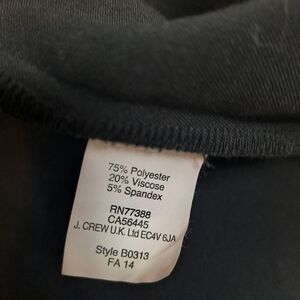 75% Polyester
20% Viscose
5% Spandex
RN77388
CA56445
J. CREW U.K. Ltd EC4V 6JA
Style B0313
FA 14